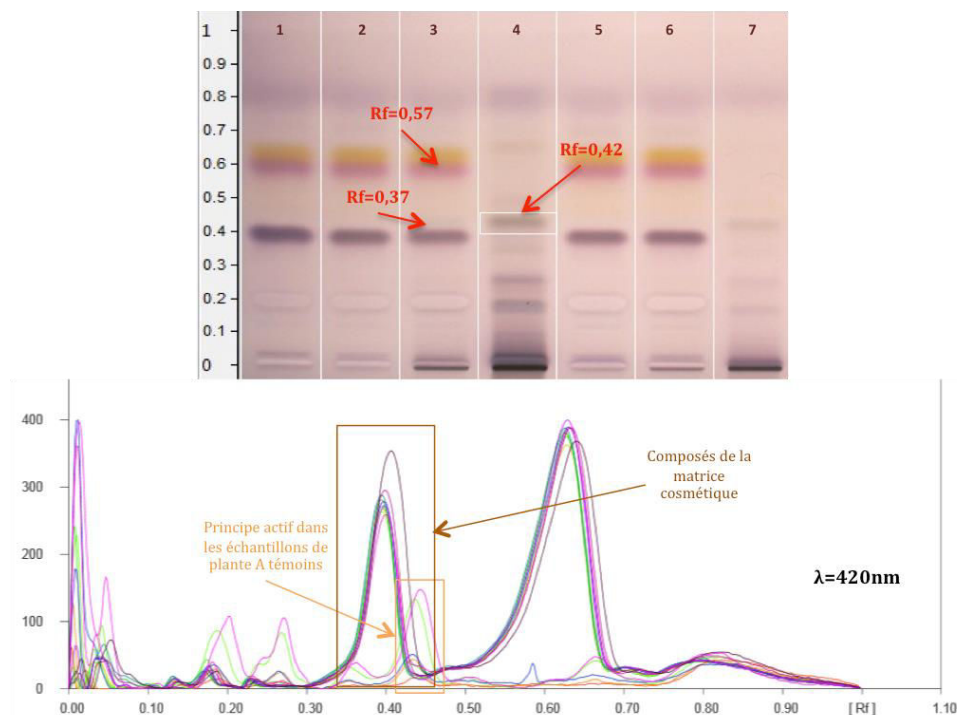 1 2 3 4 5 6 7
1
0.9
0.8
0.7
0.6
0.5
0.4
0.3
0.2
0.1
0
Rf=0,57
Rf=0,42
Rf=0,37
400
300
200
100
0
Composés de la
matrice
cosmétique
Principe actif dans
les échantillons de
plante A témoins
λ=420nm
0.00 0.10 0.20 0.30 0.40 0.50 0.60 0.70 0.80 0.90 [Rf] 1.10